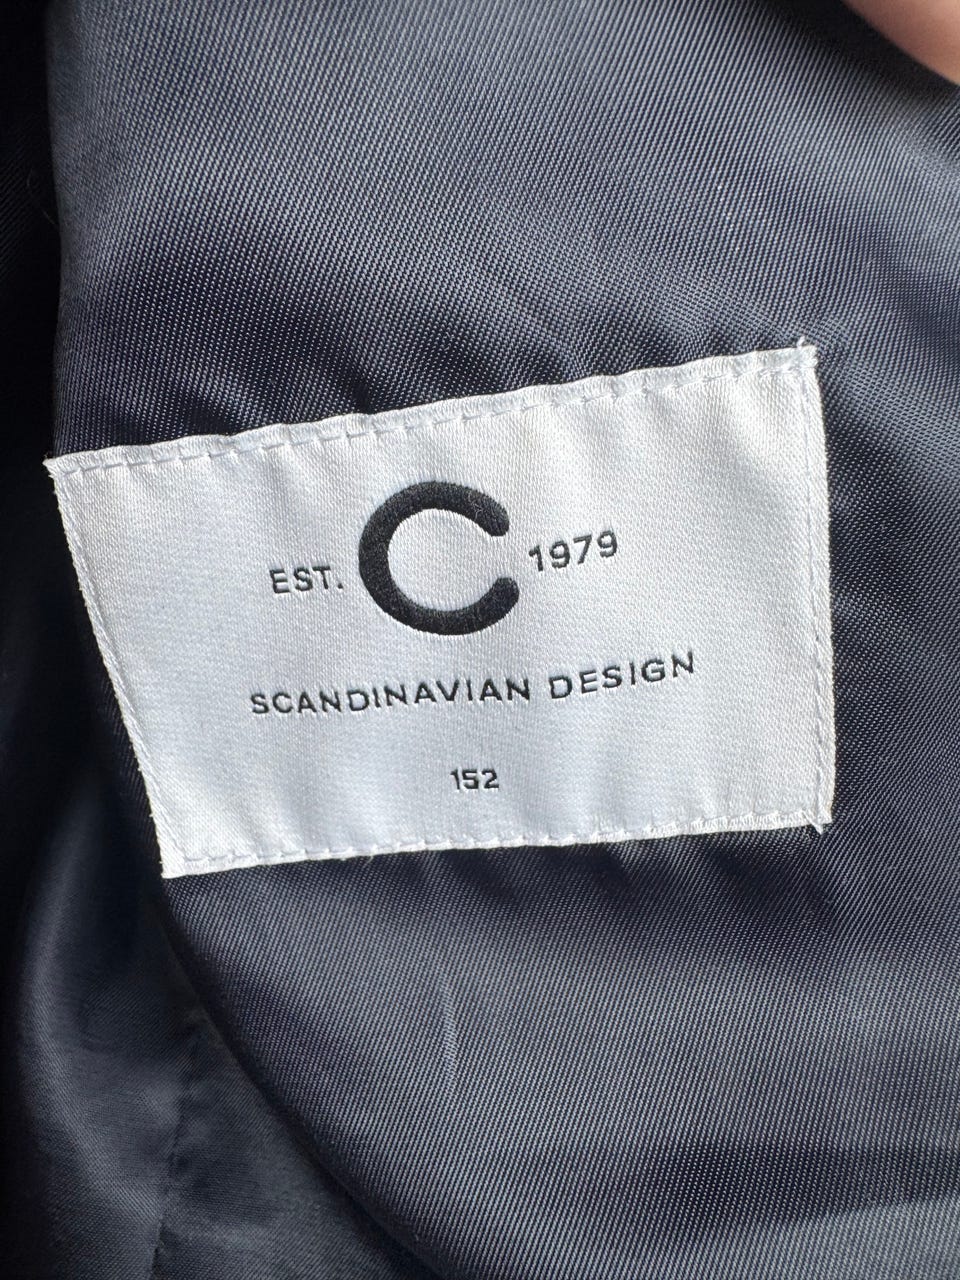 EST. C 1979
SCANDINAVIAN DESIGN
152